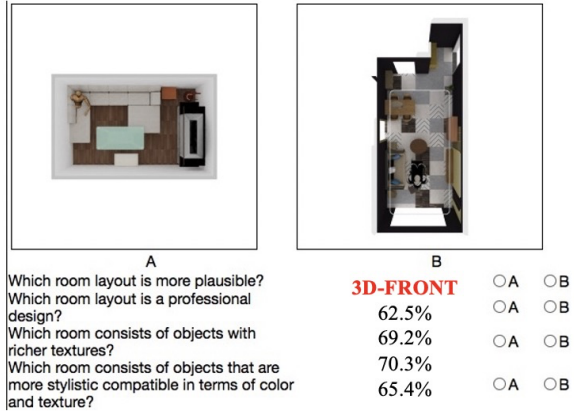 A
B
Which room layout is more plausible?
Which room layout is a professional
design?
Which room consists of objects with
richer textures?
Which room consists of objects that are
more stylistic compatible in terms of color
and texture?
3D-FRONT
62.5%
69.2%
70.3%
65.4%
A B
A B
A B
A B